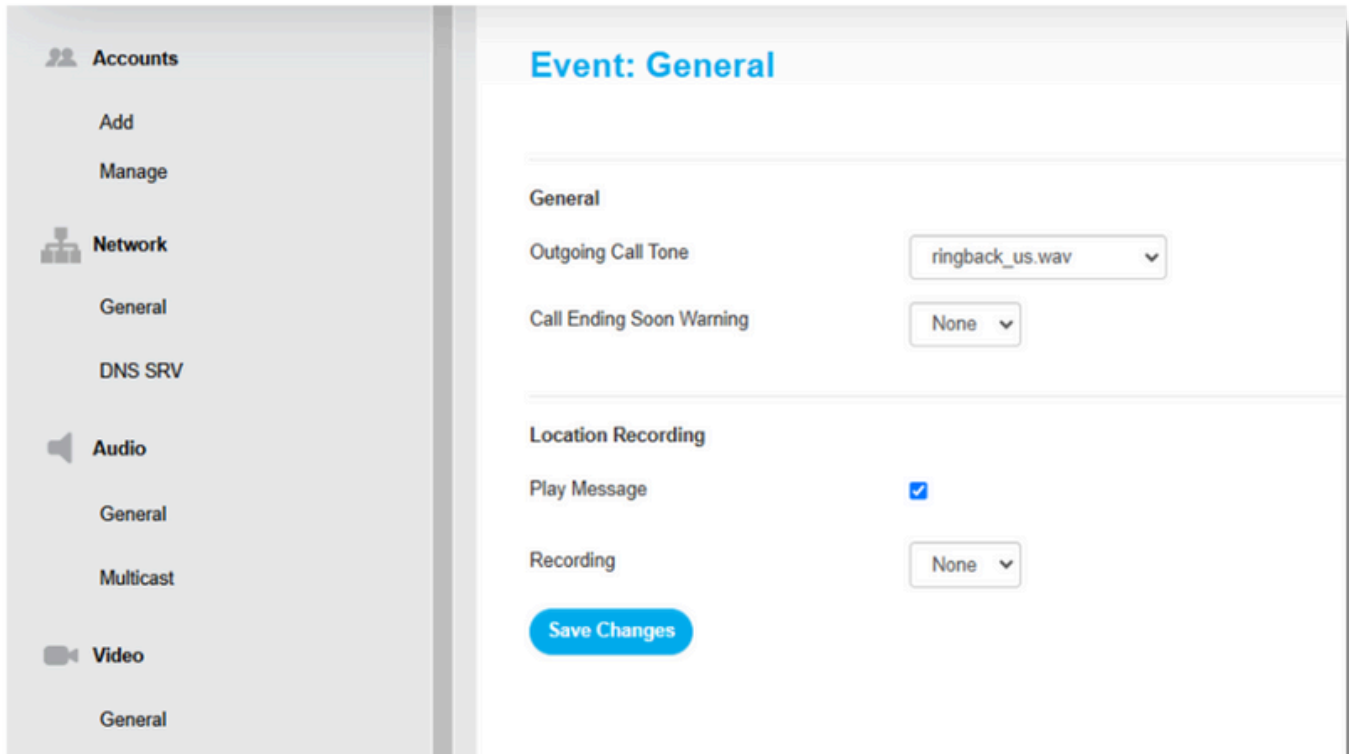 Accounts
Add
Manage
Network
General
DNS SRV
Audio
General
Multicast
Video
General
Event: General
General
Outgoing Call Tone
ringback_us.wav
Call Ending Soon Warning
None
Location Recording
Play Message
Recording
None
Save Changes